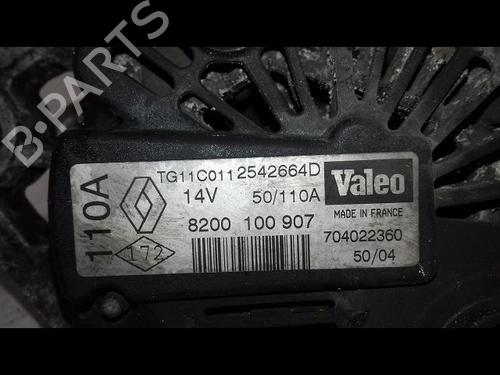 B-PARTS
110A
172
TG11C011 2542664D
14V 50/110A
8200 100 907
Valeo
MADE IN FRANCE
704022360
50/04